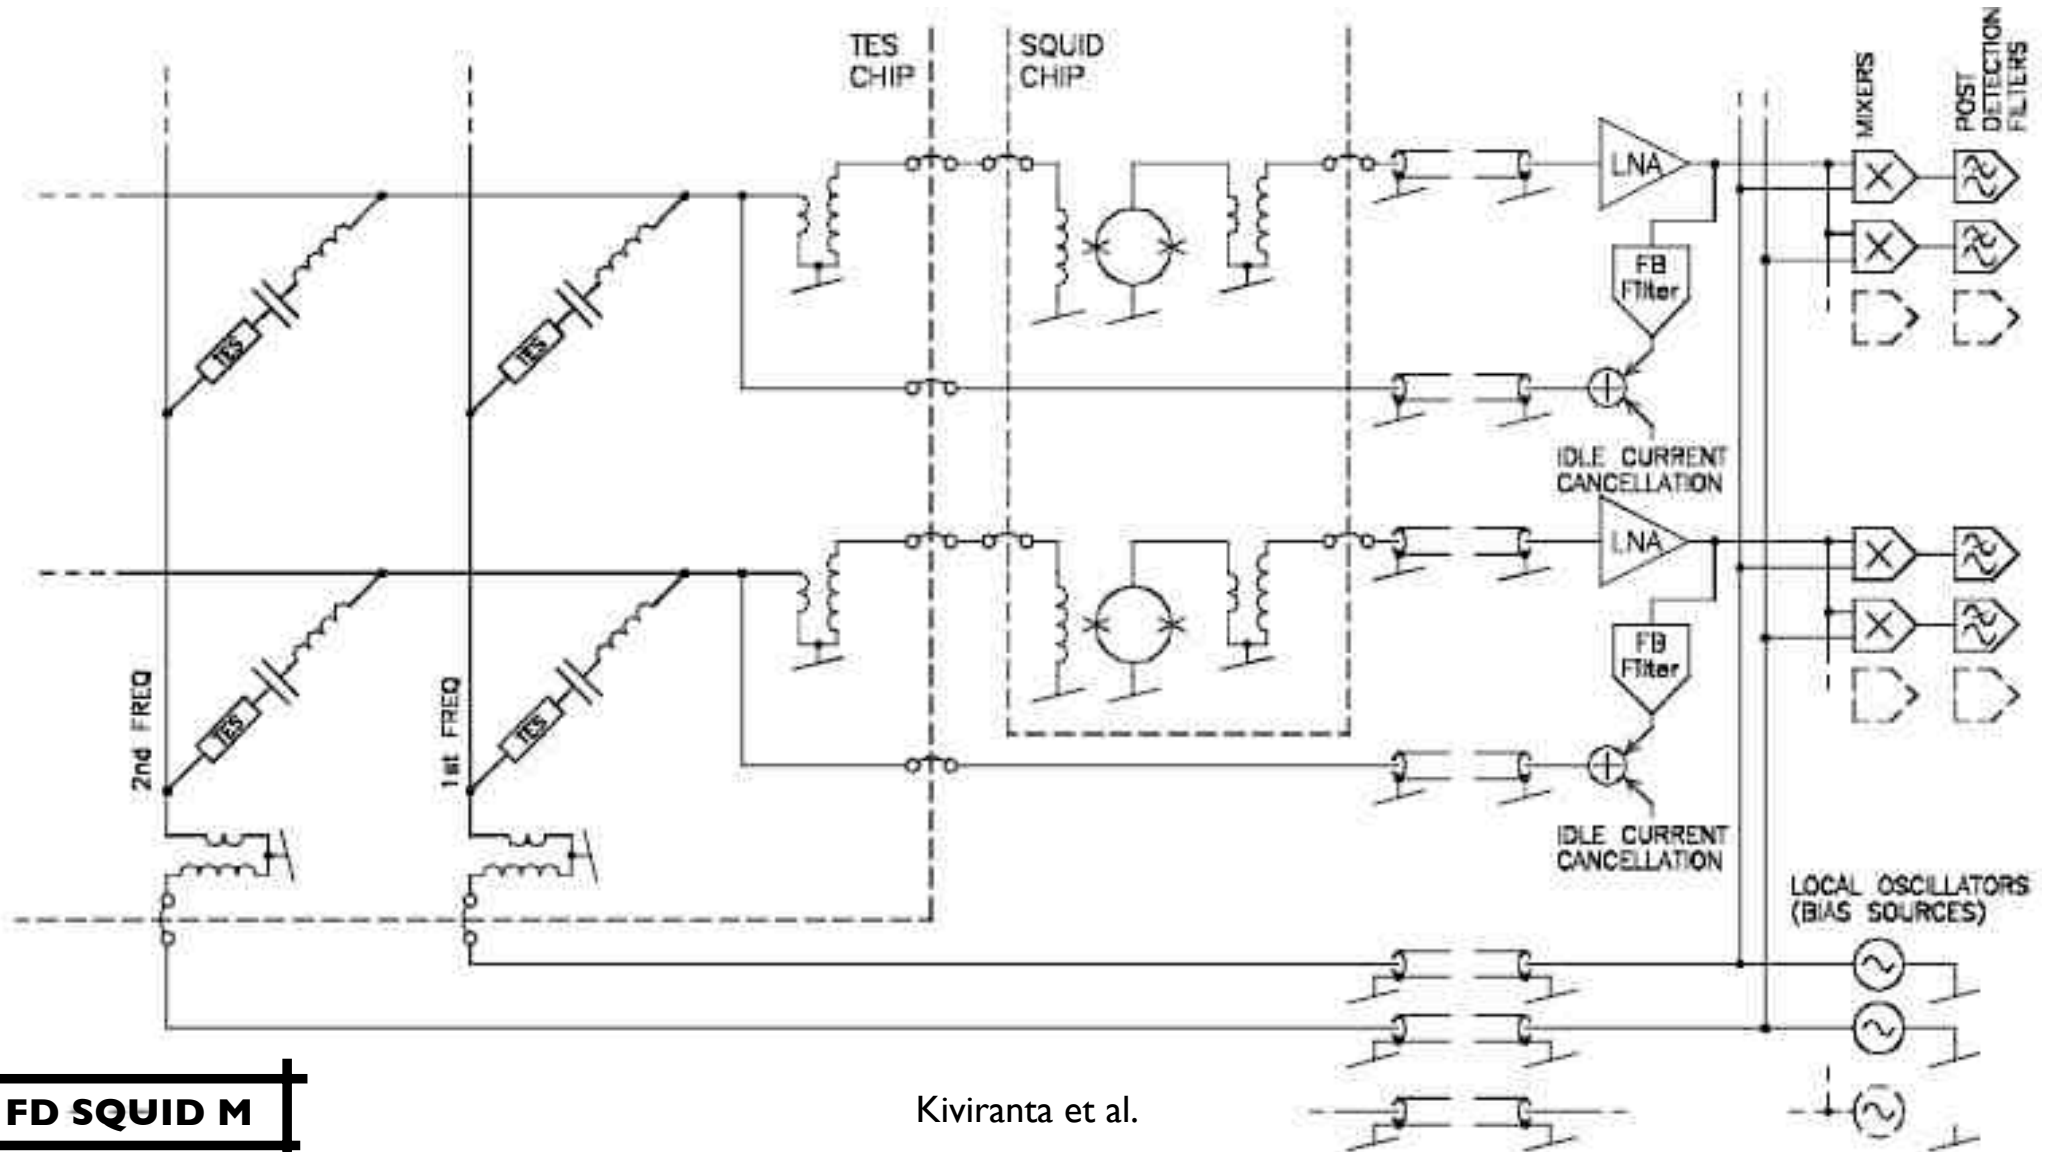 TES
CHIP
SQUID
CHIP
MIXERS
POST
DETECTION
FILTERS
LNA
FB
Filter
TES
TES
IDLE CURRENT
CANCELLATION
LNA
FB
Filter
2nd FREQ
TES
1st FREQ
TES
IDLE CURRENT
CANCELLATION
LOCAL OSCILLATORS
(BIAS SOURCES)
FD SQUID M
Kiviranta et al.